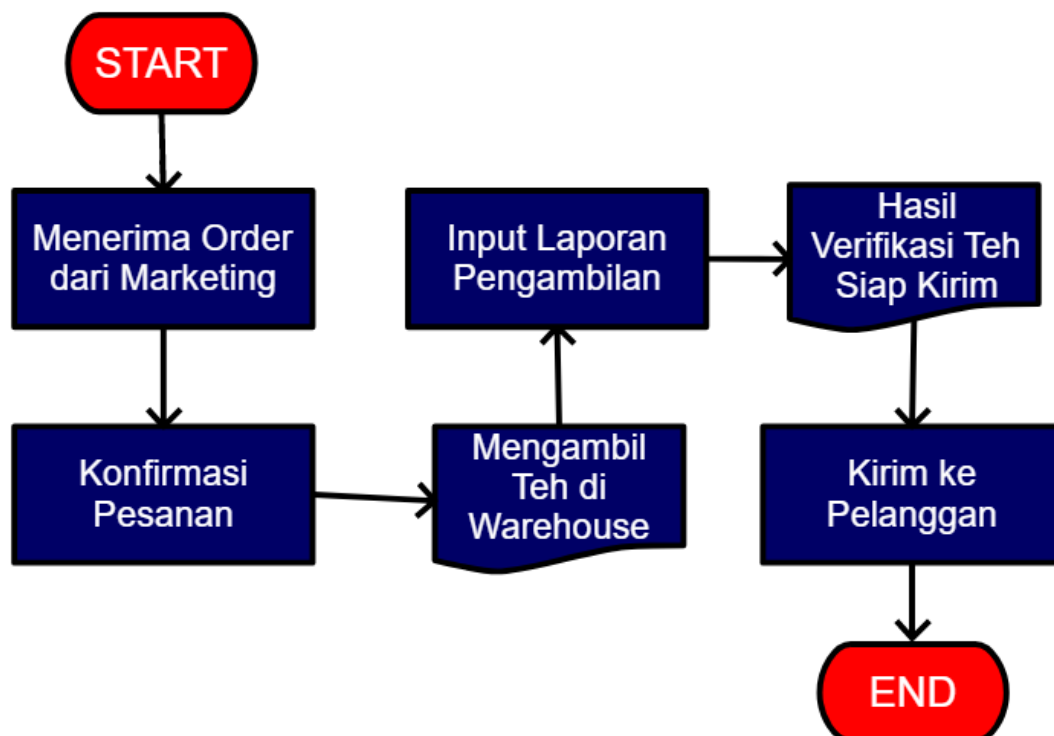 START
Menerima Order
dari Marketing
Konfirmasi
Pesanan
Mengambil
Teh di
Warehouse
Input Laporan
Pengambilan
Hasil
Verifikasi Teh
Siap Kirim
Kirim ke
Pelanggan
END